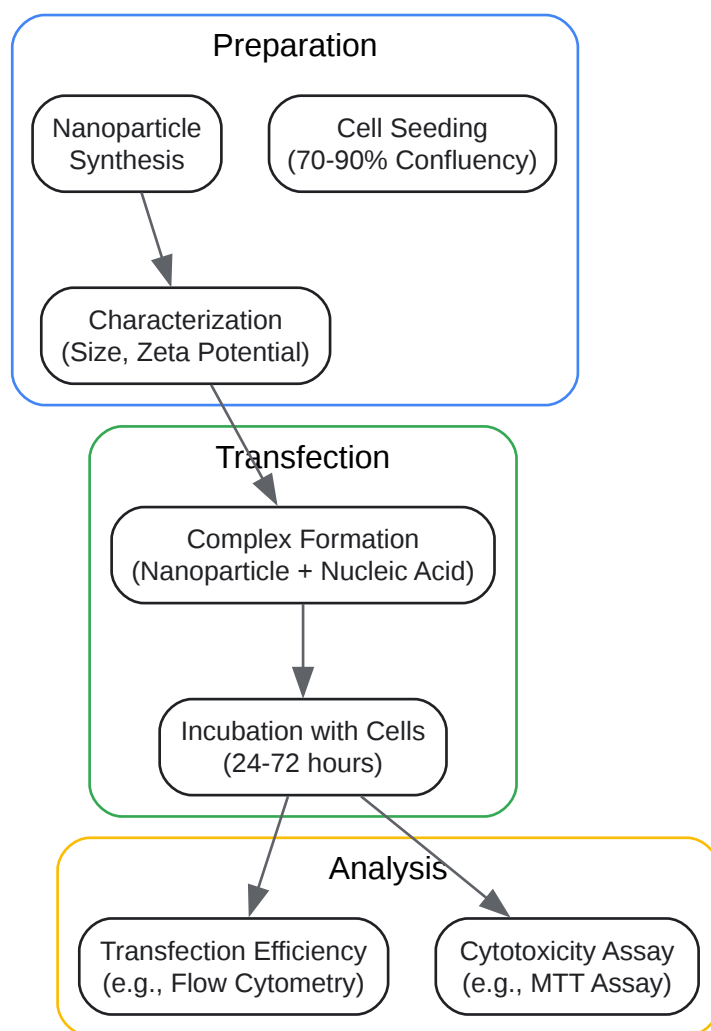 Preparation
Nanoparticle
Synthesis
Cell Seeding
(70-90% Confluency)
Characterization
(Size, Zeta Potential)
Transfection
Complex Formation
(Nanoparticle + Nucleic Acid)
Incubation with Cells
(24-72 hours)
Analysis
Transfection Efficiency
(e.g., Flow Cytometry)
Cytotoxicity Assay
(e.g., MTT Assay)